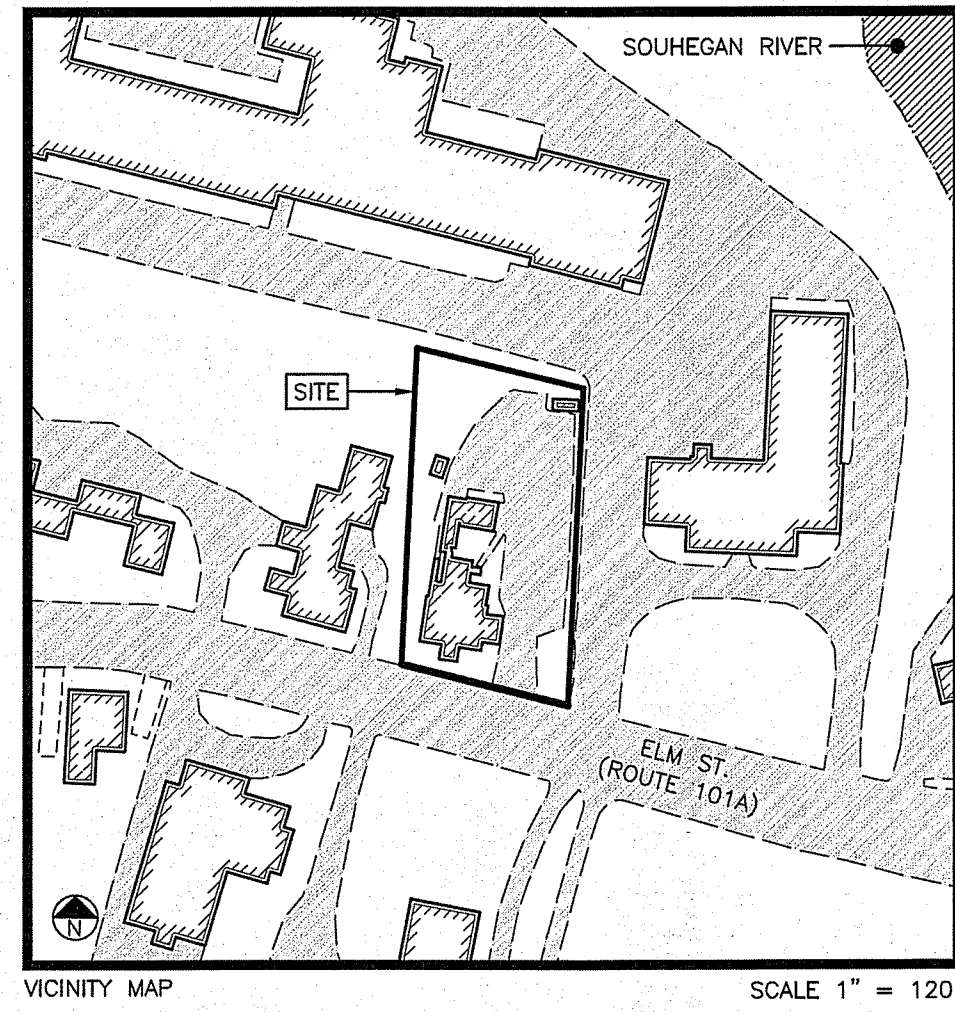 SOUHEGAN RIVER
SITE
ELM ST.
(ROUTE 101A)
N
VICINITY MAP
SCALE 1" = 120